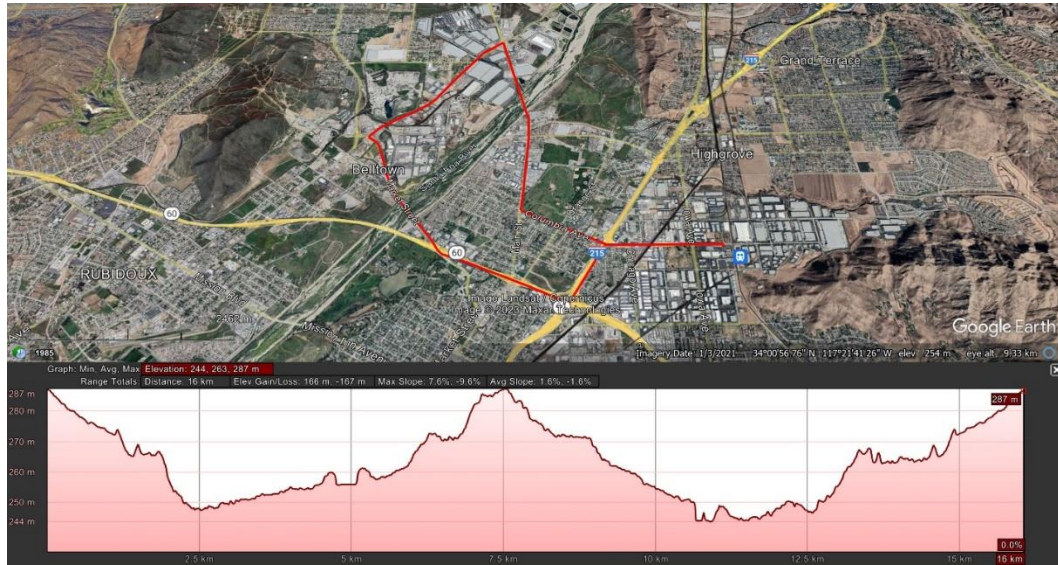 Grand Terrace
215
215
Highgrove
Belltown
60
Columbia Ave
215
60
RUBIDOUX
Image Landsat / Copernicus
Image © 2023 Maxar Technologies
Google Earth
1985
Imagery Date: 1/3/2021 34°00'56.76" N 117°21'41.26" W elev 254 m eye alt 9.33 km
Graph: Min, Avg, Max Elevation: 244, 263, 287 m
Range Totals Distance: 16 km Elev Gain/Loss: 166 m, -167 m Max Slope: 7.6%, -9.6% Avg Slope: 1.6%, -1.6%
287 m
287 m
280 m
270 m
260 m
250 m
244 m
0.0%
2.5 km 5 km 7.5 km 10 km 12.5 km 15 km 16 km